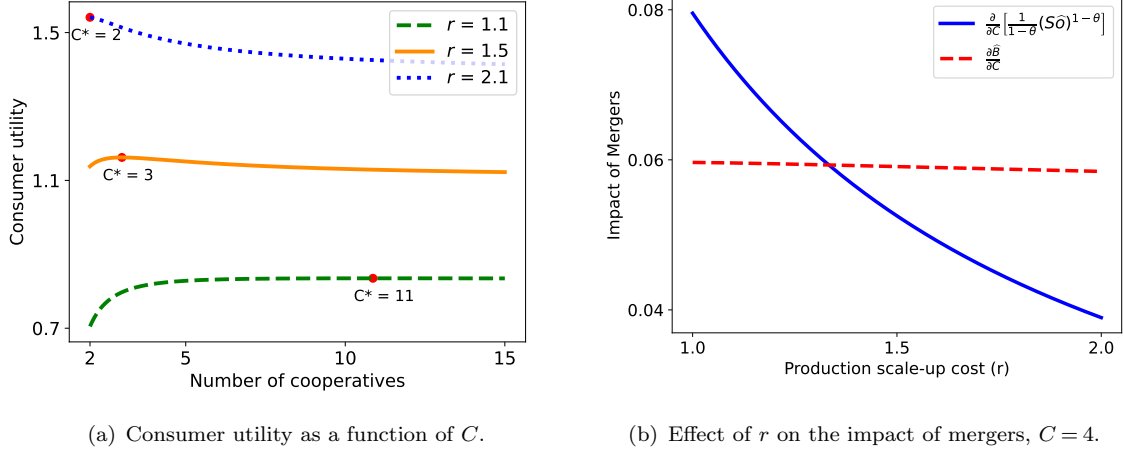 1.5
1.1
0.7
2
5
10
15
Consumer utility
Number of cooperatives
C* = 2
C* = 3
C* = 11
r = 1.1
r = 1.5
r = 2.1
(a) Consumer utility as a function of C.
0.08
0.06
0.04
1.0
1.5
2.0
Impact of Mergers
Production scale-up cost (r)
∂/∂C [1/(1−θ) (Sô)^{1−θ}]
∂B̂/∂C
(b) Effect of r on the impact of mergers, C = 4.